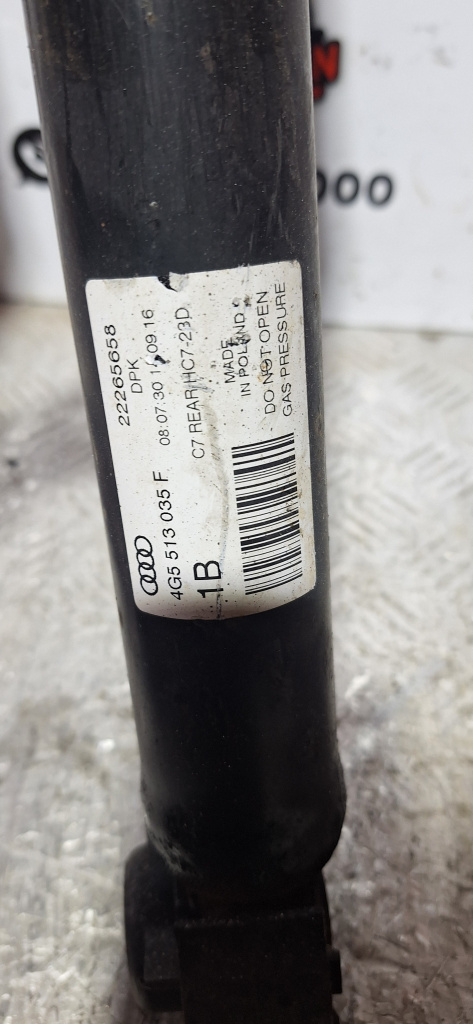 22265658
DPK
08:07:30 09.16
4G5 513 035 F
C7 REAR HC7-23D
1B
MADE
IN POLAND
DO NOT OPEN
GAS PRESSURE
000